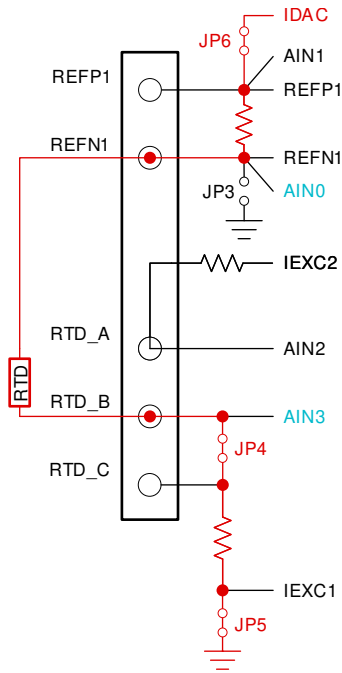 IDAC
JP6
AIN1
REFP1
REFP1
REFN1
REFN1
JP3
AIN0
IEXC2
RTD_A
AIN2
RTD
RTD_B
AIN3
JP4
RTD_C
IEXC1
JP5